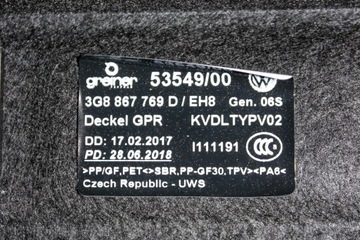 greiner 53549/00
3G8 867 769 D / EH8 Gen. 06S
Deckel GPR KVDLTYPV02
DD: 17.02.2017 I111191
PD: 28.06.2018
>PP/GF,PET<>SBR,PP-GF30,TPV><PA6<
Czech Republic - UWS